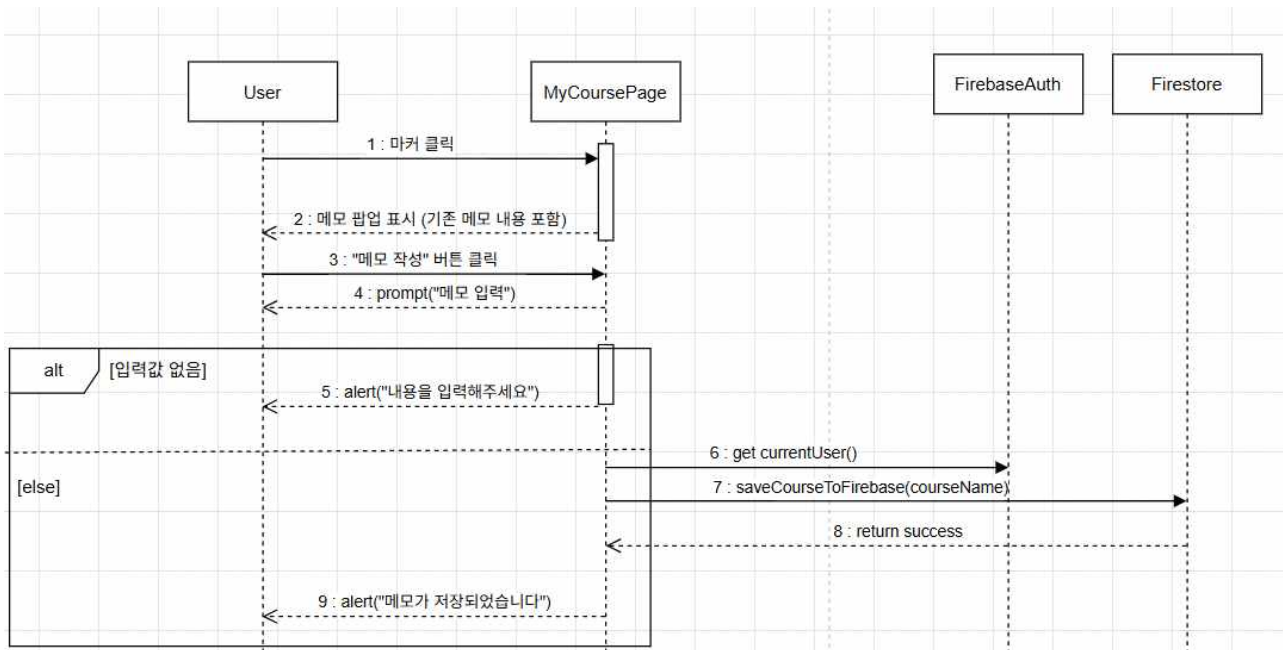 User
MyCoursePage
FirebaseAuth
Firestore
1 : 마커 클릭
2 : 메모 팝업 표시 (기존 메모 내용 포함)
3 : "메모 작성" 버튼 클릭
4 : prompt("메모 입력")
alt
[입력값 없음]
5 : alert("내용을 입력해주세요")
6 : get currentUser()
[else]
7 : saveCourseToFirebase(courseName)
8 : return success
9 : alert("메모가 저장되었습니다")